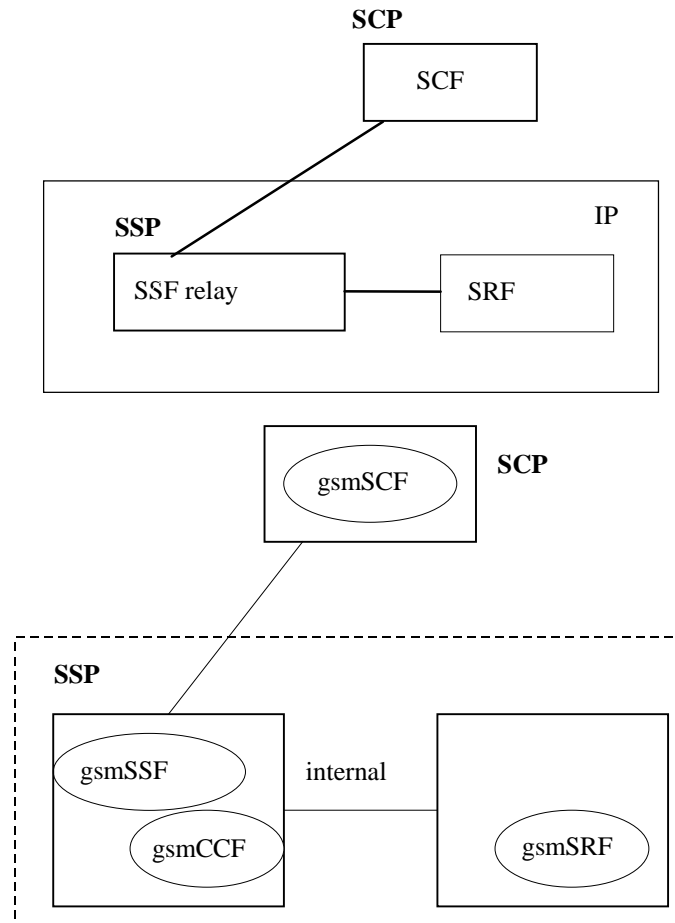 SCP
SCF
IP
SSP
SSF relay
SRF
gsmSCF
SCP
SSP
gsmSSF
internal
gsmCCF
gsmSRF